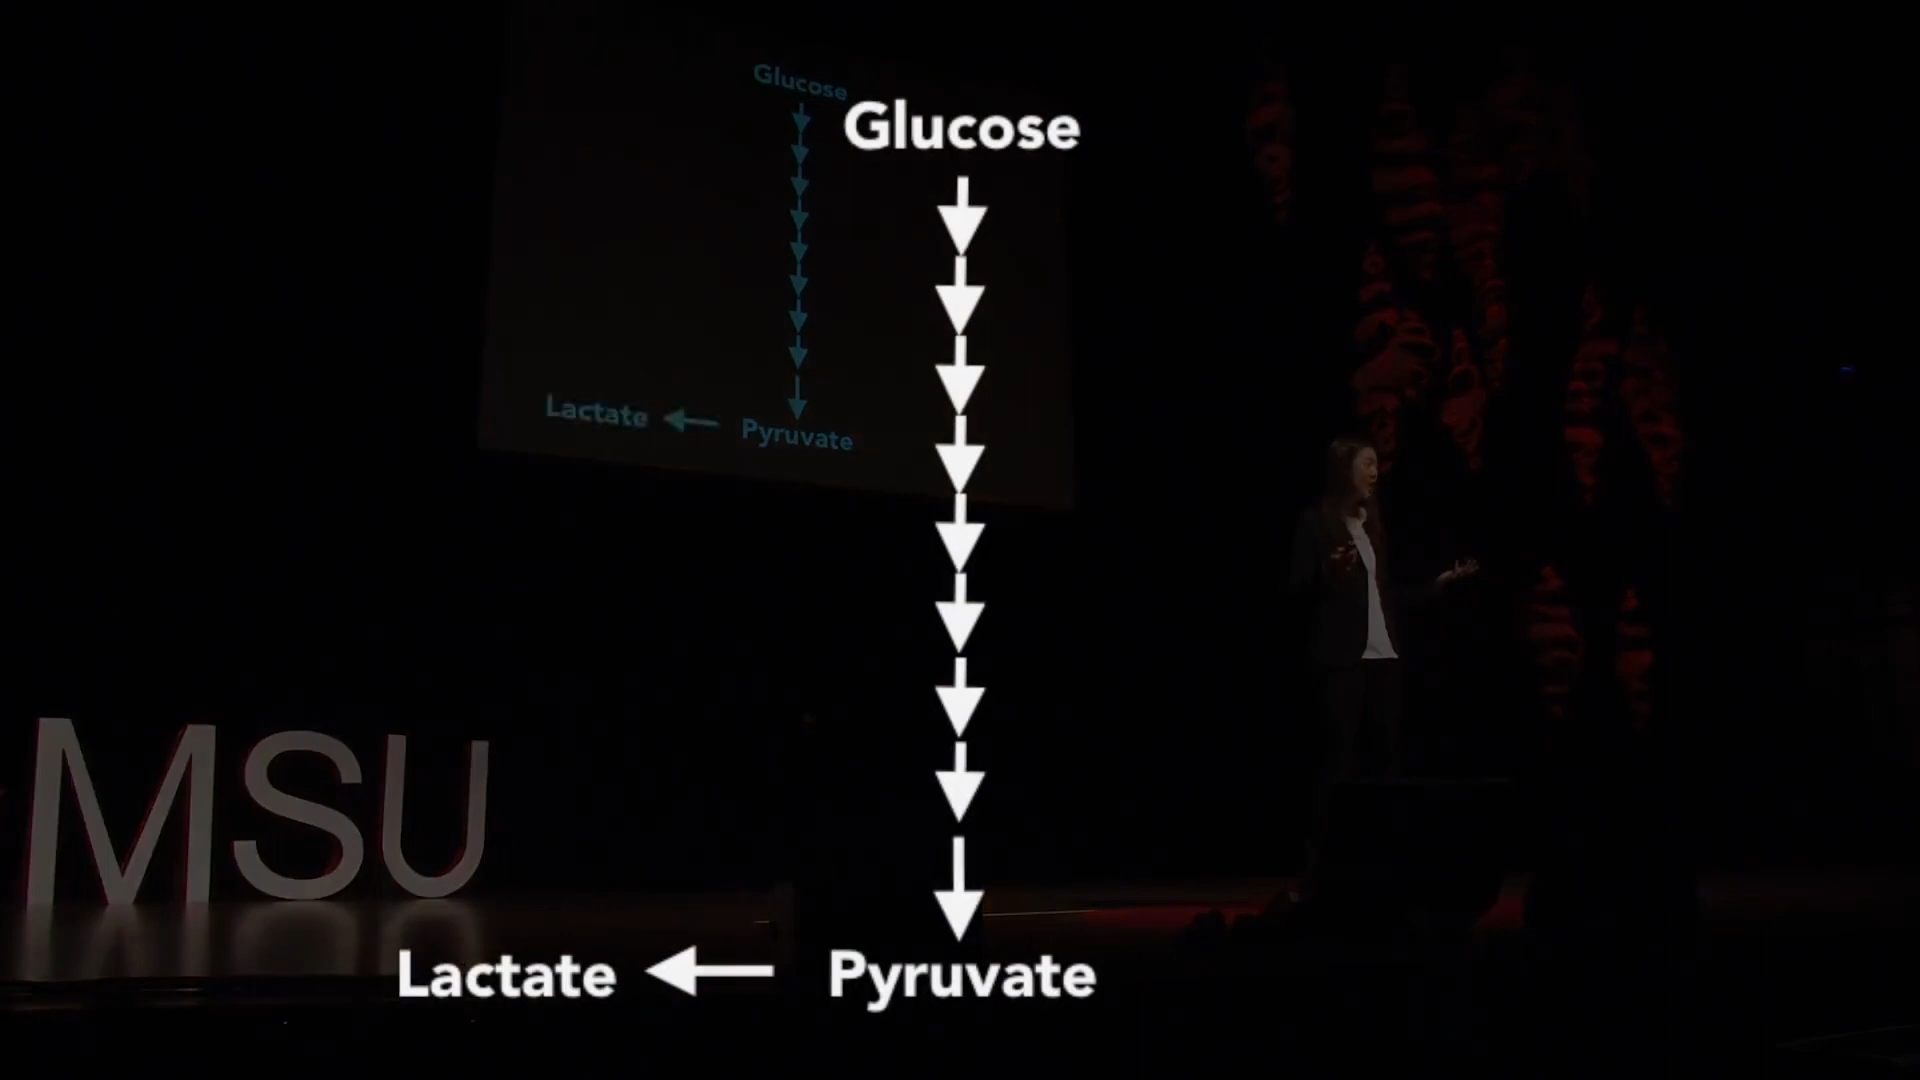 Glucose
Glucose
Lactate
Pyruvate
MSU
Lactate
Pyruvate